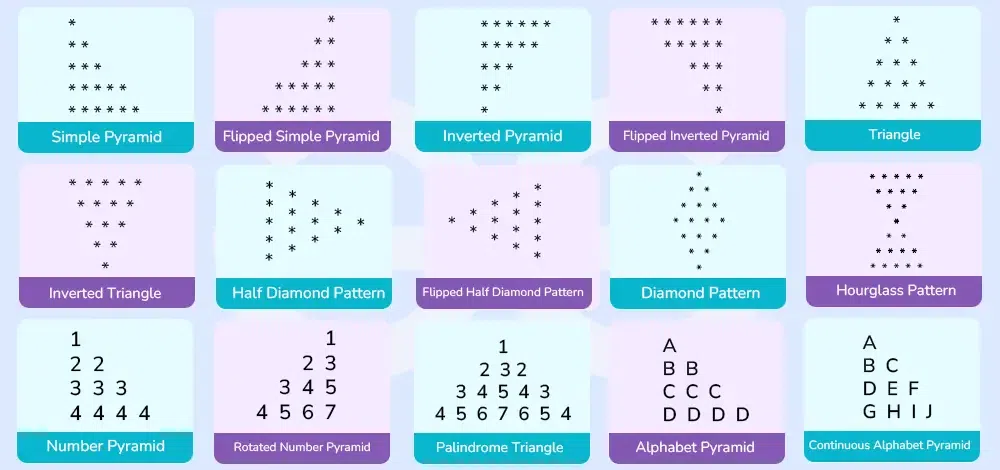 *
* *
* * *
* * * * *
* * * * * *
Simple Pyramid
*
* *
* * *
* * * * *
* * * * * *
Flipped Simple Pyramid
* * * * * *
* * * * *
* * *
* *
*
Inverted Pyramid
* * * * * *
* * * * *
* * *
* *
*
Flipped Inverted Pyramid
*
* *
* * *
* * * *
* * * * *
Triangle
* * * * *
* * * *
* * *
* *
*
Inverted Triangle
*
*
* *
* *
* * *
* *
* *
*
*
Half Diamond Pattern
*
*
* *
* *
* * *
* *
* *
*
*
Flipped Half Diamond Pattern
*
* *
* * *
* * * *
* * *
* *
*
Diamond Pattern
* * * * *
* * * *
* *
*
* *
* * * *
* * * * *
Hourglass Pattern
1
2 2
3 3 3
4 4 4 4
Number Pyramid
1
2 3
3 4 5
4 5 6 7
Rotated Number Pyramid
1
2 3 2
3 4 5 4 3
4 5 6 7 6 5 4
Palindrome Triangle
A
B B
C C C
D D D D
Alphabet Pyramid
A
B C
D E F
G H I J
Continuous Alphabet Pyramid